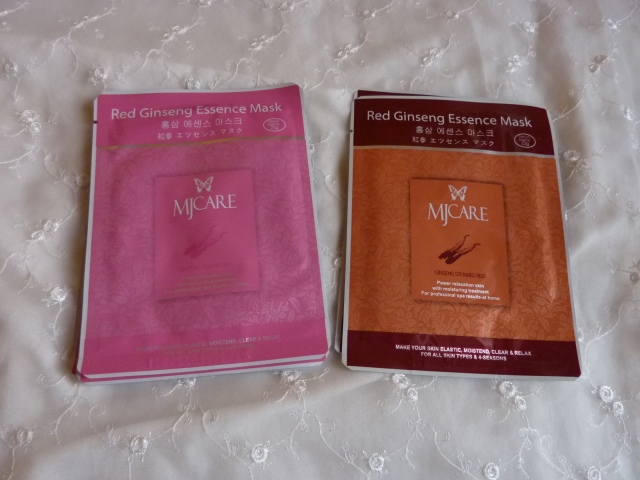 Red Ginseng Essence Mask
홍삼 에센스 마스크
紅参 エッセンス マスク
MJCARE
CLEAR & RELAX
Red Ginseng Essence Mask
홍삼 에센스 마스크
紅参 エッセンス マスク
MJCARE
Power relaxation skin
with moisturing treatment
For professional spa results-at home
MAKE YOUR SKIN ELASTIC, MOISTEND, CLEAR & RELAX
FOR ALL SKIN TYPES & 4-SEASONS